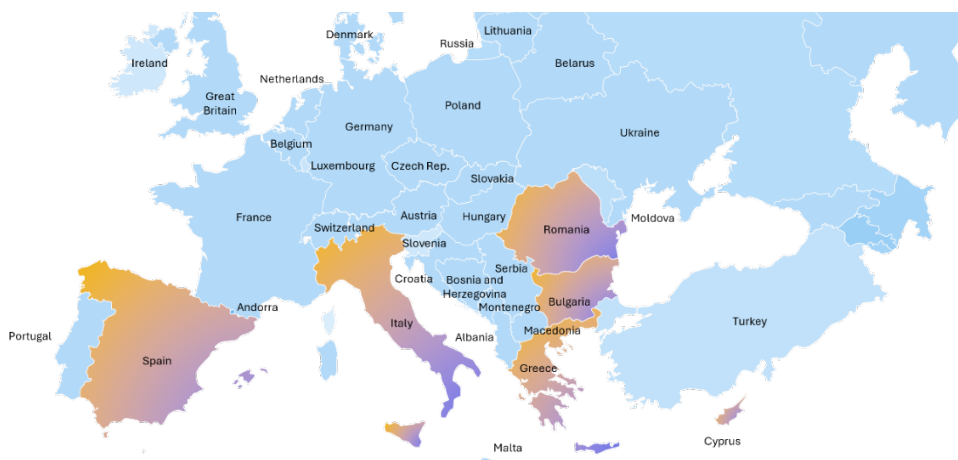 Denmark
Lithuania
Russia
Ireland
Belarus
Netherlands
Great
Britain
Poland
Germany
Ukraine
Belgium
Luxembourg
Czech Rep.
Slovakia
France
Austria
Hungary
Moldova
Switzerland
Romania
Slovenia
Serbia
Croatia
Bosnia and
Herzegovina
Andorra
Montenegro
Bulgaria
Portugal
Italy
Albania
Macedonia
Turkey
Spain
Greece
Cyprus
Malta